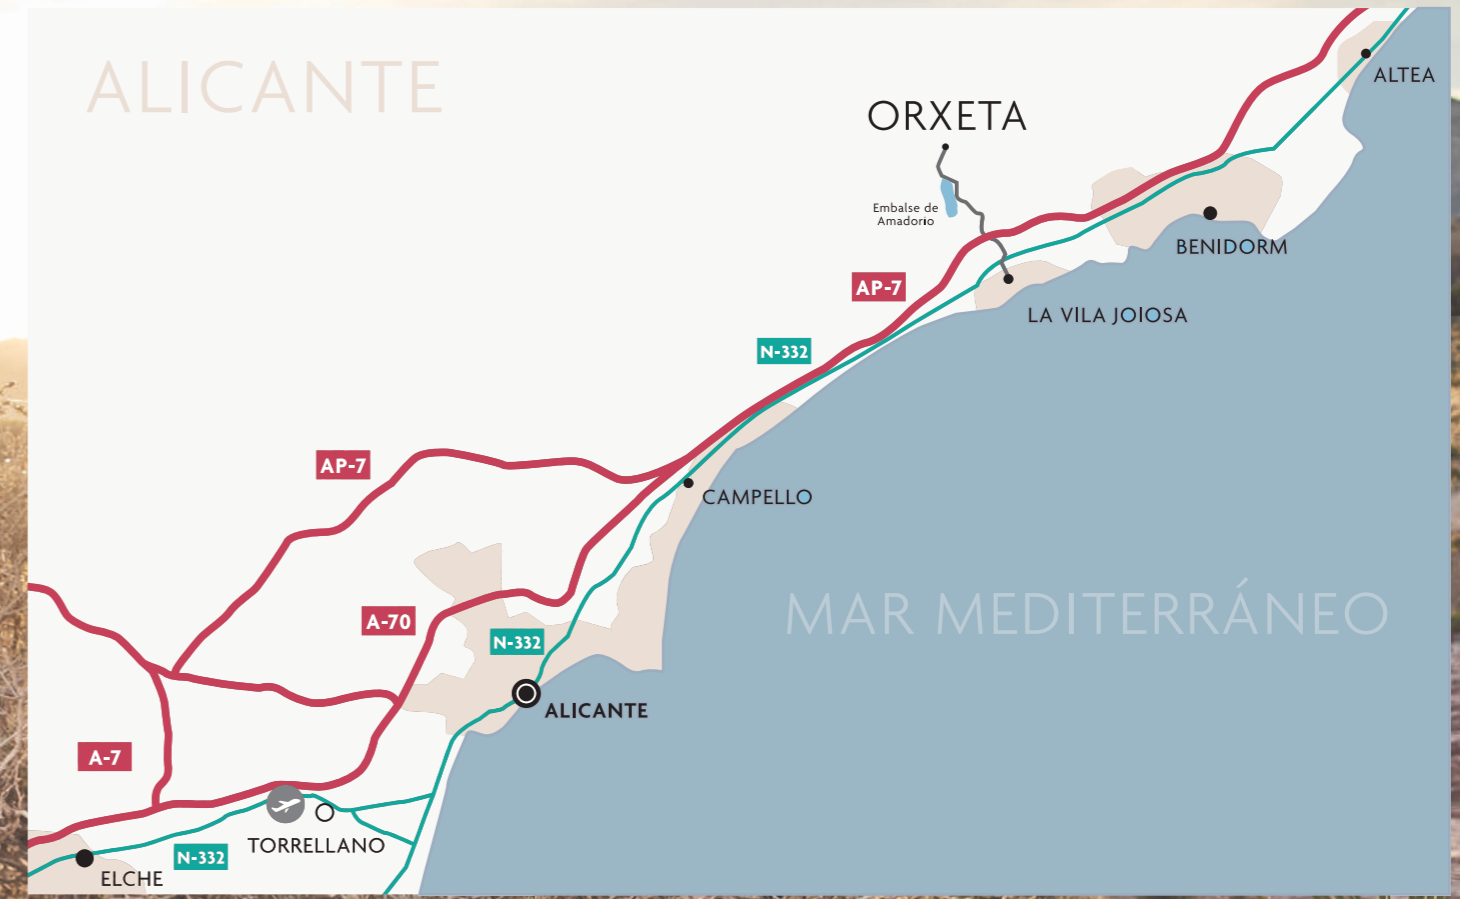 ALICANTE
ALTEA
ORXETA
Embalse de
Amadorio
BENIDORM
AP-7
LA VILA JOIOSA
N-332
AP-7
CAMPELLO
MAR MEDITERRÁNEO
A-70
N-332
ALICANTE
A-7
TORRELLANO
N-332
ELCHE